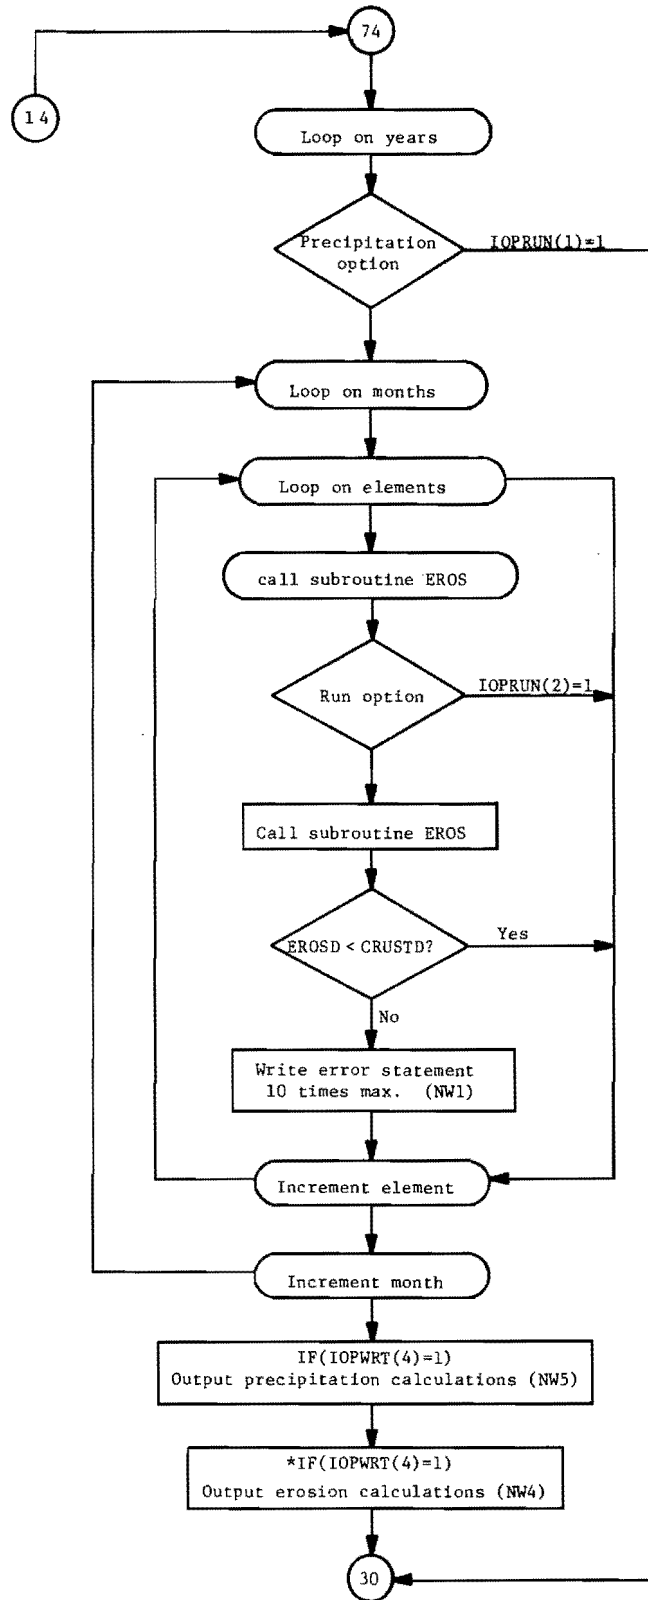 74
14
Loop on years
Precipitation
option
IOPRUN(1)=1
Loop on months
Loop on elements
call subroutine EROS
Run option
IOPRUN(2)=1
Call subroutine EROS
EROSD < CRUSTD?
Yes
No
Write error statement
10 times max. (NW1)
Increment element
Increment month
IF(IOPWRT(4)=1)
Output precipitation calculations (NW5)
*IF(IOPWRT(4)=1)
Output erosion calculations (NW4)
30